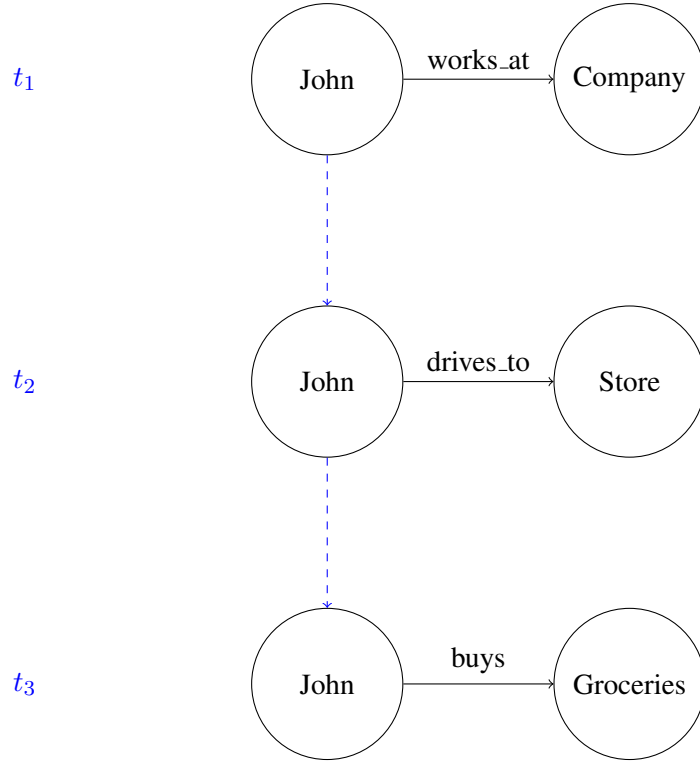 works_at
t₁ John Company
drives_to
t₂ John Store
buys
t₃ John Groceries